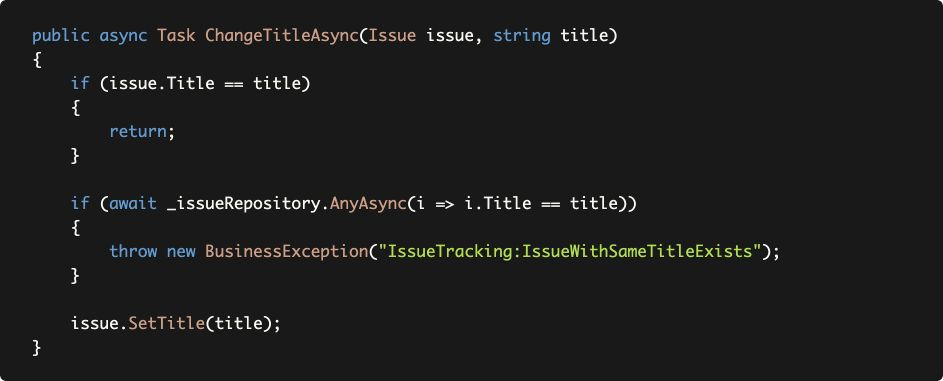 public async Task ChangeTitleAsync(Issue issue, string title)
{
    if (issue.Title == title)
    {
        return;
    }

    if (await _issueRepository.AnyAsync(i => i.Title == title))
    {
        throw new BusinessException("IssueTracking:IssueWithSameTitleExists");
    }

    issue.SetTitle(title);
}